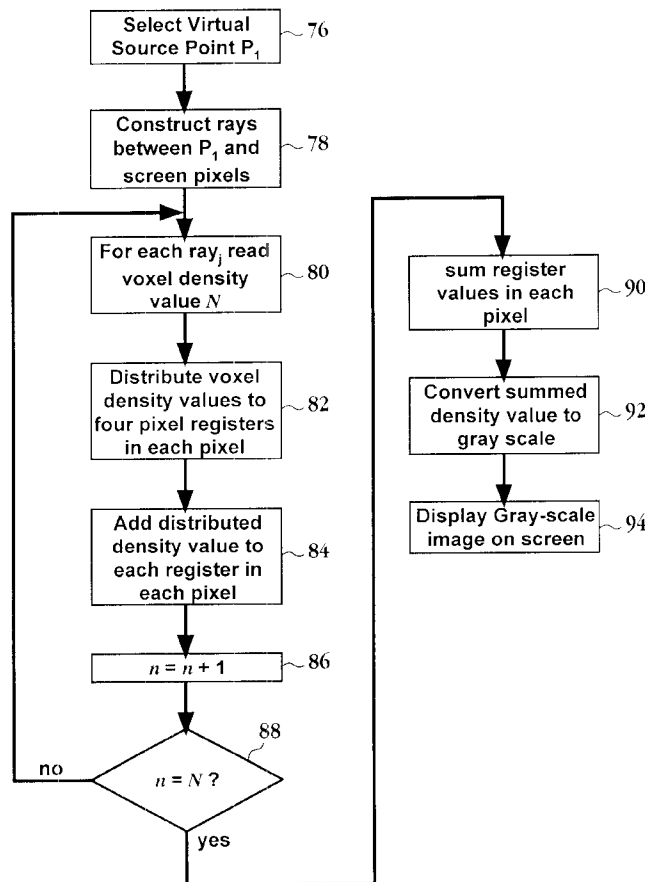 Select Virtual
Source Point P₁
76
Construct rays
between P₁ and
screen pixels
78
For each rayⱼ read
voxel density
value N
80
Distribute voxel
density values to
four pixel registers
in each pixel
82
Add distributed
density value to
each register in
each pixel
84
n = n + 1
86
88
n = N ?
no
yes
sum register
values in each
pixel
90
Convert summed
density value to
gray scale
92
Display Gray-scale
image on screen
94